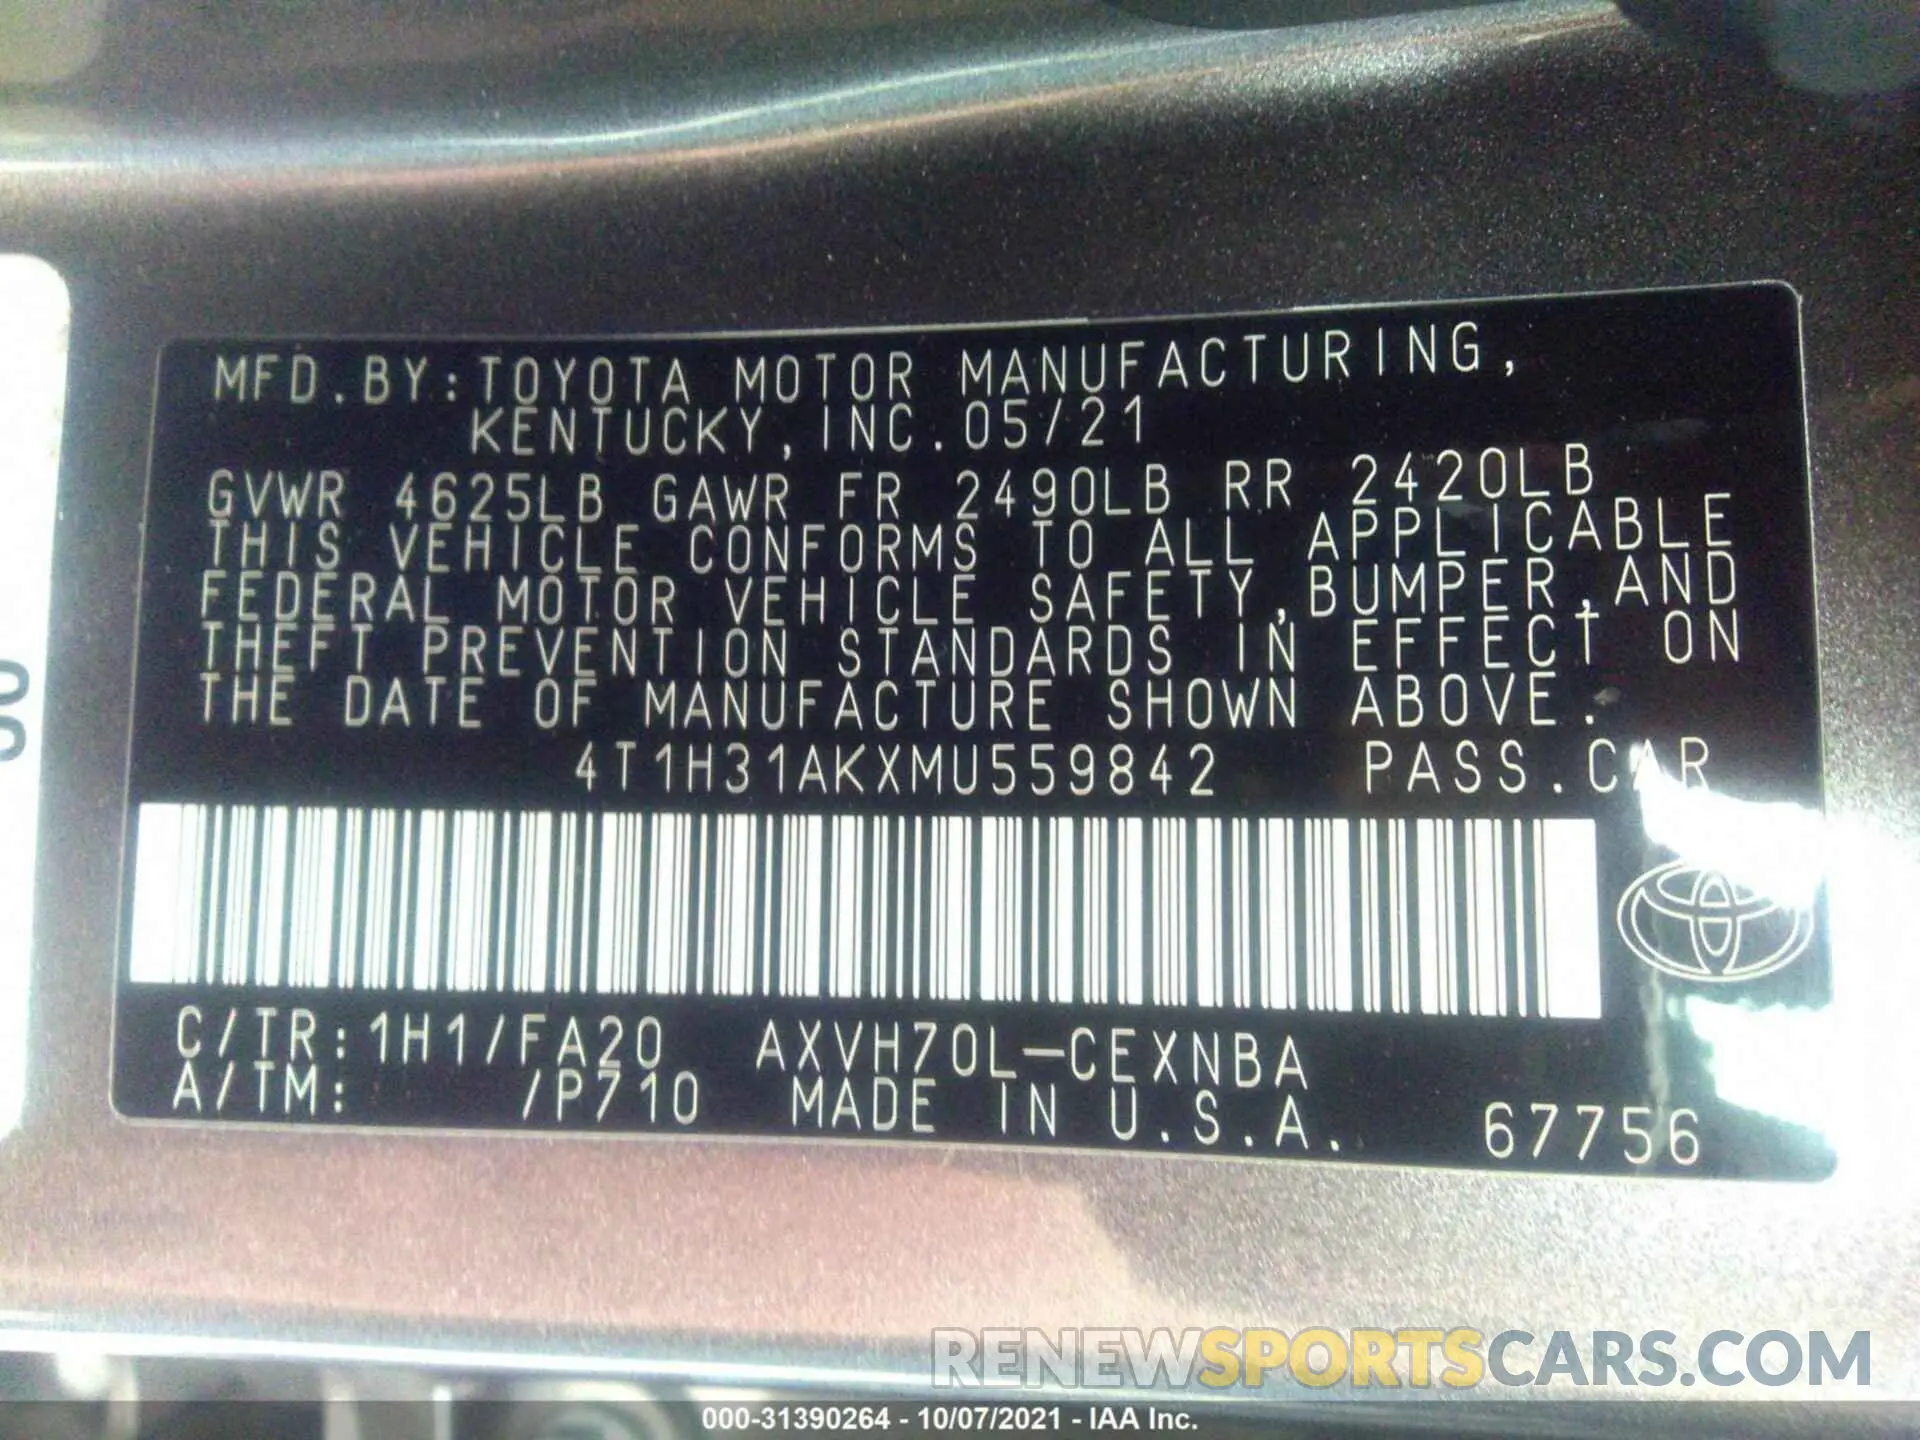 MFD.BY:TOYOTA MOTOR MANUFACTURING,
KENTUCKY,INC.05/21
GVWR 4625LB GAWR FR 2490LB RR 2420LB
THIS VEHICLE CONFORMS TO ALL APPLICABLE
FEDERAL MOTOR VEHICLE SAFETY,BUMPER,AND
THEFT PREVENTION STANDARDS IN EFFECT ON
THE DATE OF MANUFACTURE SHOWN ABOVE.
4T1H31AKXMU559842 PASS.CAR
C/TR:1H1/FA20 AXVH70L-CEXNBA
A/TM: /P710 MADE IN U.S.A. 67756
RENEWSPORTSCARS.COM
000-31390264 - 10/07/2021 - IAA Inc.